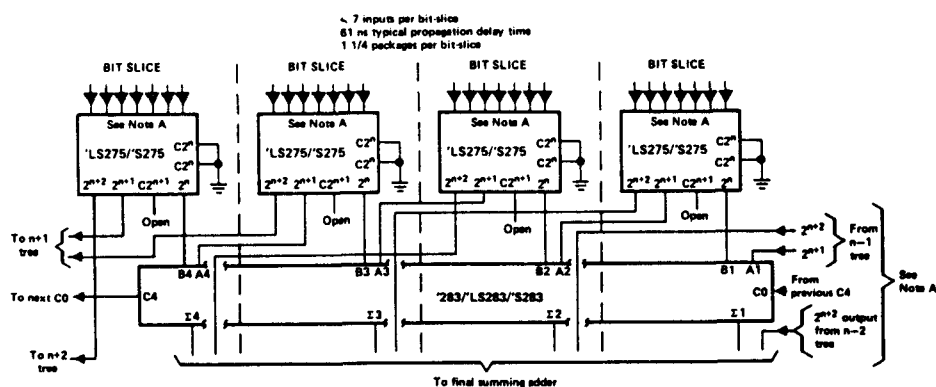 7 inputs per bit-slice
61 ns typical propagation delay time
1 1/4 packages per bit-slice
BIT SLICE BIT SLICE BIT SLICE BIT SLICE
See Note A See Note A See Note A See Note A
C2ⁿ C2ⁿ C2ⁿ C2ⁿ
'LS275/'S275 'LS275/'S275 'LS275/'S275 'LS275/'S275
C2ⁿ C2ⁿ C2ⁿ C2ⁿ
2ⁿ⁺² 2ⁿ⁺¹ C2ⁿ⁺¹ 2ⁿ 2ⁿ⁺² 2ⁿ⁺¹ C2ⁿ⁺¹ 2ⁿ 2ⁿ⁺² 2ⁿ⁺¹ C2ⁿ⁺¹ 2ⁿ 2ⁿ⁺² 2ⁿ⁺¹ C2ⁿ⁺¹ 2ⁿ
Open Open Open Open
To n+1
tree
2ⁿ⁺²
2ⁿ⁺¹
From
n−1
tree
B4 A4 B3 A3 B2 A2 B1 A1
To next C0
C4
'283/'LS283/'S283
C0
From
previous C4
See
Note A
Σ4 Σ3 Σ2 Σ1
2ⁿ⁺² output
from n−2
tree
To n+2
tree
To final summing adder